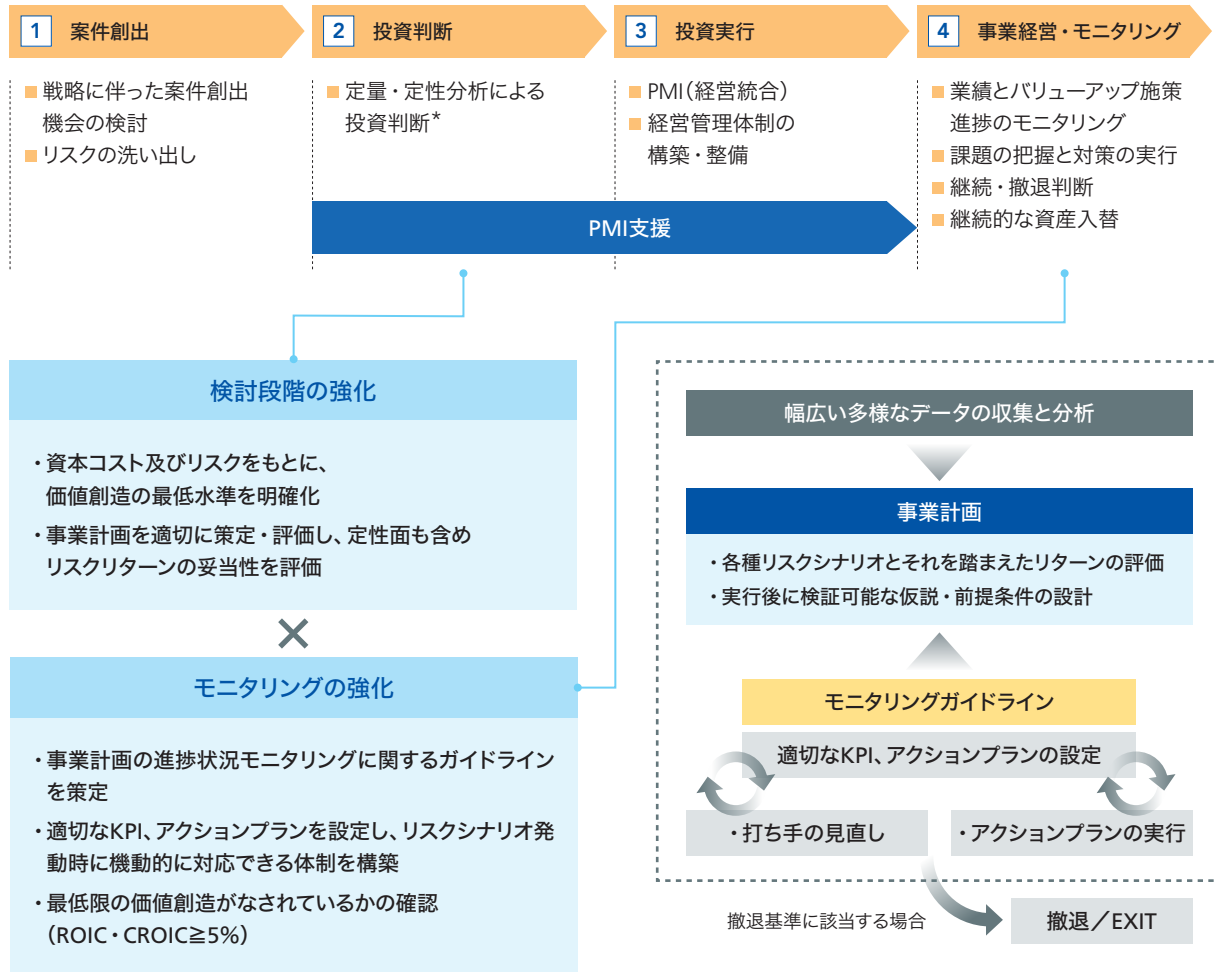 1 案件創出
■ 戦略に伴った案件創出
機会の検討
■ リスクの洗い出し
2 投資判断
■ 定量・定性分析による
投資判断*
3 投資実行
■ PMI（経営統合）
■ 経営管理体制の
構築・整備
4 事業経営・モニタリング
■ 業績とバリューアップ施策
進捗のモニタリング
■ 課題の把握と対策の実行
■ 継続・撤退判断
■ 継続的な資産入替
PMI支援
検討段階の強化
・資本コスト及びリスクをもとに、
価値創造の最低水準を明確化
・事業計画を適切に策定・評価し、定性面も含め
リスクリターンの妥当性を評価
×
モニタリングの強化
・事業計画の進捗状況モニタリングに関するガイドライン
を策定
・適切なKPI、アクションプランを設定し、リスクシナリオ発
動時に機動的に対応できる体制を構築
・最低限の価値創造がなされているかの確認
（ROIC・CROIC≧5%）
幅広い多様なデータの収集と分析
事業計画
・各種リスクシナリオとそれを踏まえたリターンの評価
・実行後に検証可能な仮説・前提条件の設計
モニタリングガイドライン
適切なKPI、アクションプランの設定
・打ち手の見直し
・アクションプランの実行
撤退基準に該当する場合
撤退／EXIT